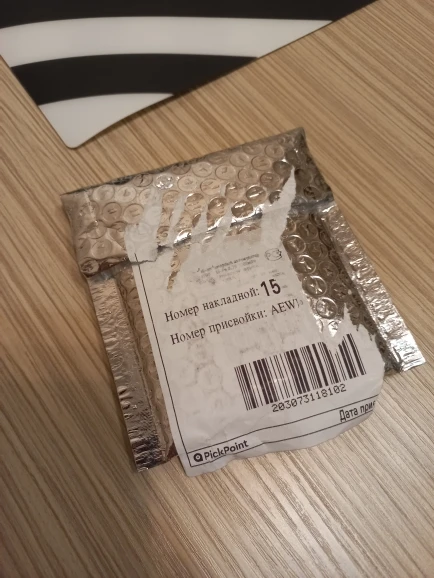 Номер накладной: 15
Номер присвойки: AEW
203073118102
Дата при
PickPoint